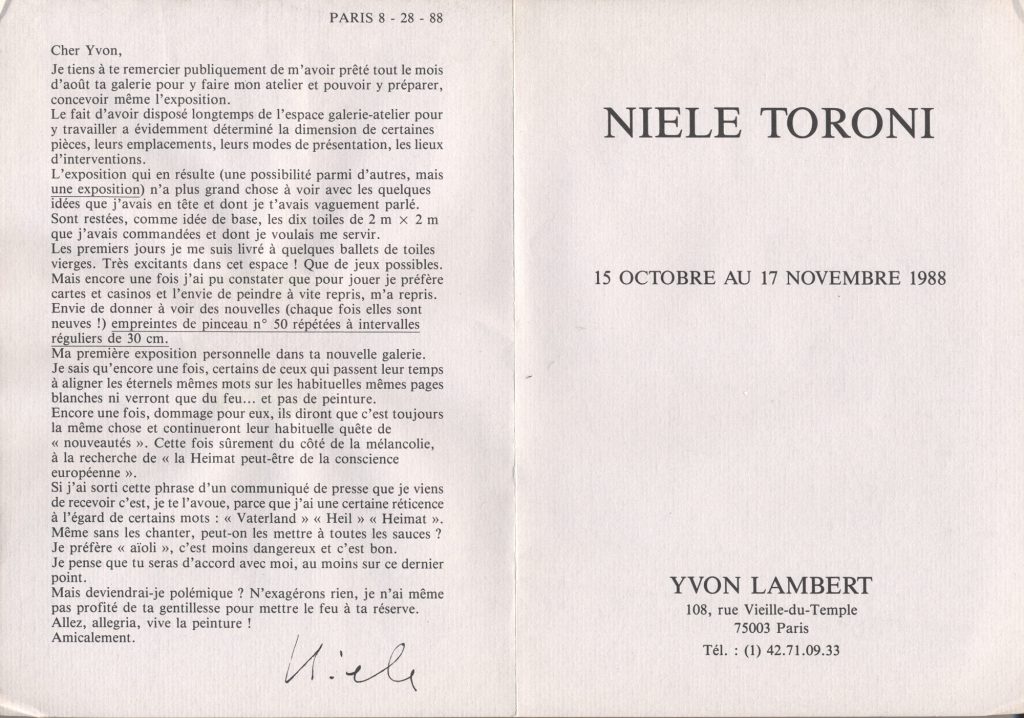 PARIS 8 - 28 - 88
Cher Yvon,
Je tiens à te remercier publiquement de m'avoir prêté tout le mois
d'août ta galerie pour y faire mon atelier et pouvoir y préparer,
concevoir même l'exposition.
Le fait d'avoir disposé longtemps de l'espace galerie-atelier pour
y travailler a évidemment déterminé la dimension de certaines
pièces, leurs emplacements, leurs modes de présentation, les lieux
d'interventions.
L'exposition qui en résulte (une possibilité parmi d'autres, mais
une exposition) n'a plus grand chose à voir avec les quelques
idées que j'avais en tête et dont je t'avais vaguement parlé.
Sont restées, comme idée de base, les dix toiles de 2 m × 2 m
que j'avais commandées et dont je voulais me servir.
Les premiers jours je me suis livré à quelques ballets de toiles
vierges. Très excitants dans cet espace ! Que de jeux possibles.
Mais encore une fois j'ai pu constater que pour jouer je préfère
cartes et casinos et l'envie de peindre à vite repris, m'a repris.
Envie de donner à voir des nouvelles (chaque fois elles sont
neuves !) empreintes de pinceau n° 50 répétées à intervalles
réguliers de 30 cm.
Ma première exposition personnelle dans ta nouvelle galerie.
Je sais qu'encore une fois, certains de ceux qui passent leur temps
à aligner les éternels mêmes mots sur les habituelles mêmes pages
blanches ni verront que du feu... et pas de peinture.
Encore une fois, dommage pour eux, ils diront que c'est toujours
la même chose et continueront leur habituelle quête de
« nouveautés ». Cette fois sûrement du côté de la mélancolie,
à la recherche de « la Heimat peut-être de la conscience
européenne ».
Si j'ai sorti cette phrase d'un communiqué de presse que je viens
de recevoir c'est, je te l'avoue, parce que j'ai une certaine réticence
à l'égard de certains mots : « Vaterland » « Heil » « Heimat ».
Même sans les chanter, peut-on les mettre à toutes les sauces ?
Je préfère « aïoli », c'est moins dangereux et c'est bon.
Je pense que tu seras d'accord avec moi, au moins sur ce dernier
point.
Mais deviendrai-je polémique ? N'exagérons rien, je n'ai même
pas profité de ta gentillesse pour mettre le feu à ta réserve.
Allez, allegria, vive la peinture !
Amicalement.
Niele
NIELE TORONI
15 OCTOBRE AU 17 NOVEMBRE 1988
YVON LAMBERT
108, rue Vieille-du-Temple
75003 Paris
Tél. : (1) 42.71.09.33